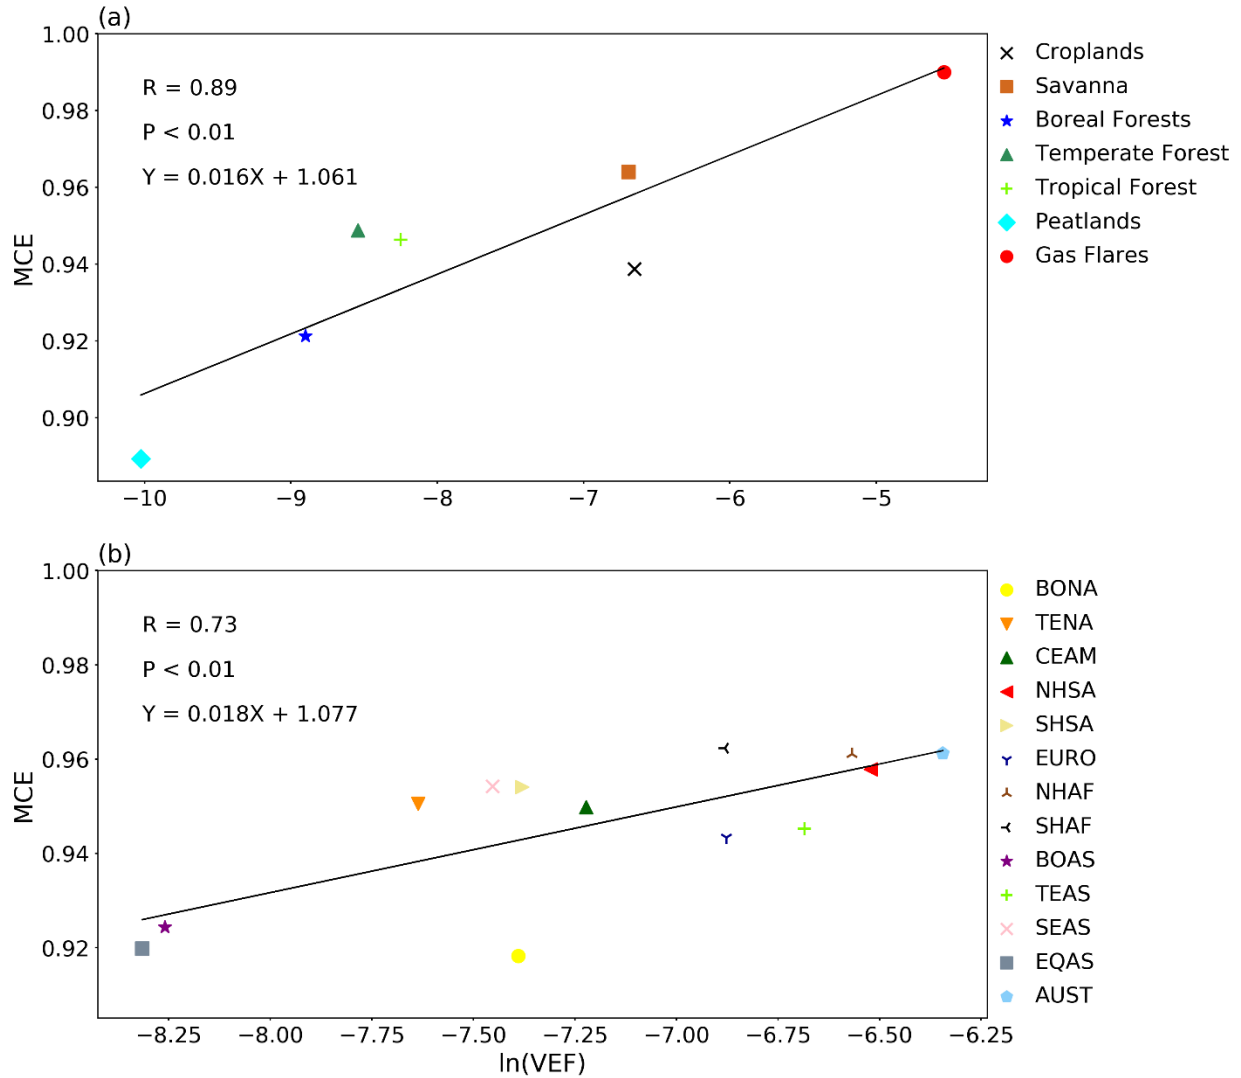 (a)
1.00
0.98
0.96
0.94
0.92
0.90
MCE
R = 0.89
P < 0.01
Y = 0.016X + 1.061
−10
−9
−8
−7
−6
−5
Croplands
Savanna
Boreal Forests
Temperate Forest
Tropical Forest
Peatlands
Gas Flares
(b)
1.00
0.98
0.96
0.94
0.92
MCE
R = 0.73
P < 0.01
Y = 0.018X + 1.077
−8.25
−8.00
−7.75
−7.50
−7.25
−7.00
−6.75
−6.50
−6.25
ln(VEF)
BONA
TENA
CEAM
NHSA
SHSA
EURO
NHAF
SHAF
BOAS
TEAS
SEAS
EQAS
AUST